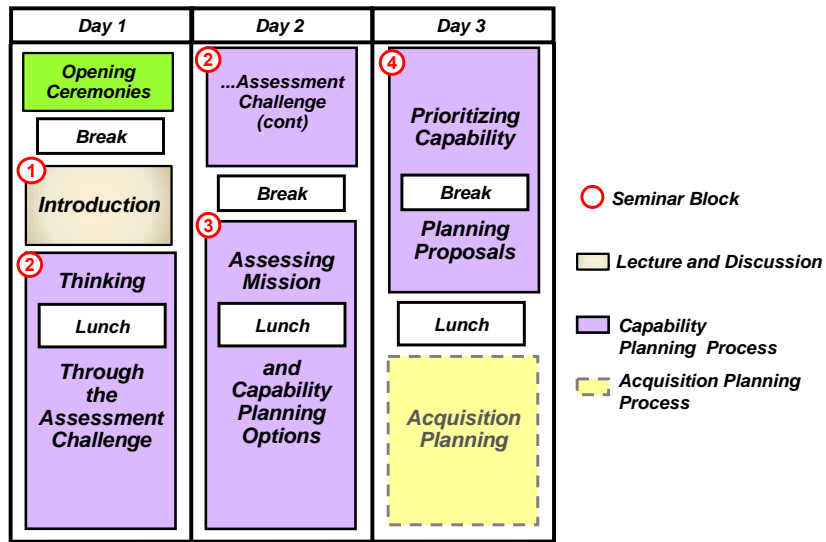 Day 1
Day 2
Day 3
Opening
Ceremonies
Break
1
Introduction
2
Thinking
Lunch
Through
the
Assessment
Challenge
2
...Assessment
Challenge
(cont)
Break
3
Assessing
Mission
Lunch
and
Capability
Planning
Options
4
Prioritizing
Capability
Break
Planning
Proposals
Lunch
Acquisition
Planning
Seminar Block
Lecture and Discussion
Capability
Planning Process
Acquisition Planning
Process